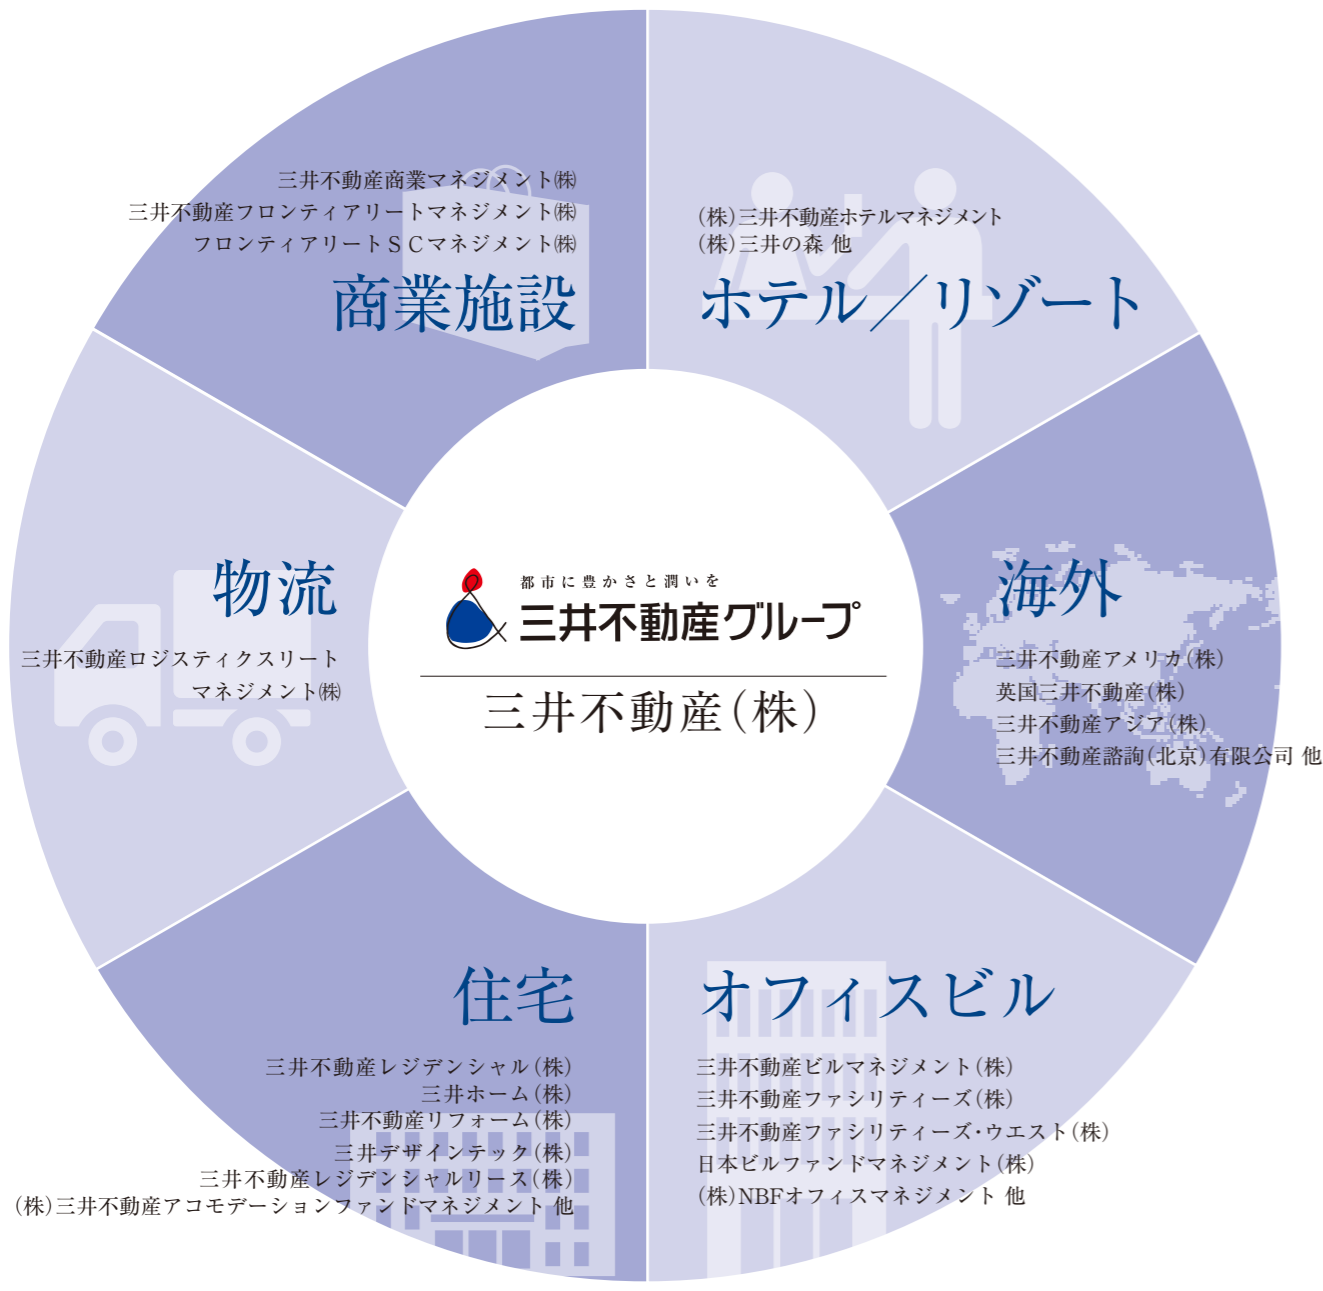 三井不動産商業マネジメント㈱
三井不動産フロンティアリートマネジメント㈱
フロンティアリートＳＣマネジメント㈱
商業施設
(株)三井不動産ホテルマネジメント
(株)三井の森 他
ホテル／リゾート
物流
三井不動産ロジスティクスリート
マネジメント㈱
都市に豊かさと潤いを
三井不動産グループ
三井不動産(株)
海外
三井不動産アメリカ(株)
英国三井不動産(株)
三井不動産アジア(株)
三井不動産諮詢(北京)有限公司 他
住宅
三井不動産レジデンシャル(株)
三井ホーム(株)
三井不動産リフォーム(株)
三井デザインテック(株)
三井不動産レジデンシャルリース(株)
(株)三井不動産アコモデーションファンドマネジメント 他
オフィスビル
三井不動産ビルマネジメント(株)
三井不動産ファシリティーズ(株)
三井不動産ファシリティーズ・ウエスト(株)
日本ビルファンドマネジメント(株)
(株)NBFオフィスマネジメント 他